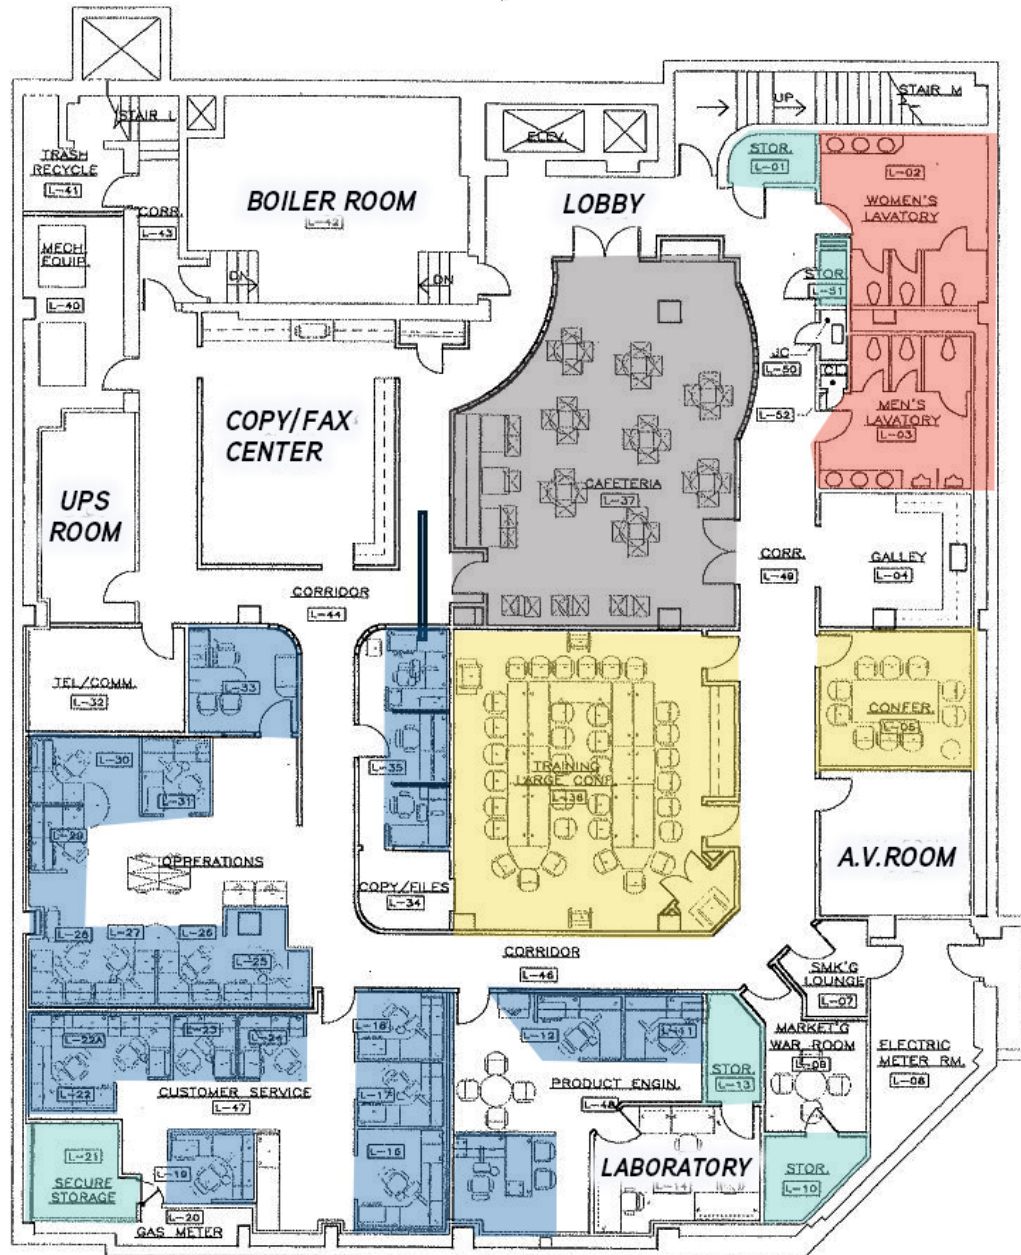 STAIR L
UP
STAIR M
ELEV.
STOR.
L-01
L-02
WOMEN'S
LAVATORY
TRASH
RECYCLE
L-41
CORR.
L-43
BOILER ROOM
L-42
LOBBY
MECH.
EQUIP.
L-40
DN
DN
STOR.
L-51
JC
L-50
CL
L-52
MEN'S
LAVATORY
L-03
COPY/FAX
CENTER
UPS
ROOM
CAFETERIA
L-37
CORR.
L-49
GALLEY
L-04
CORRIDOR
L-44
TEL/COMM.
L-32
L-33
L-35
TRAINING
LARGE CONF.
L-36
CONFER.
L-05
L-30
L-31
L-29
OPRERATIONS
COPY/FILES
L-34
A.V.ROOM
L-28
L-27
L-26
L-25
CORRIDOR
L-46
SMK'G
LOUNGE
L-07
L-22A
L-23
L-24
L-22
CUSTOMER SERVICE
L-47
L-18
L-17
L-16
L-12
L-11
PRODUCT ENGIN.
L-48
STOR.
L-13
MARKET'G
WAR ROOM
L-09
ELECTRIC
METER RM.
L-08
L-21
SECURE
STORAGE
L-19
L-20
GAS METER
LABORATORY
L-14
STOR.
L-10